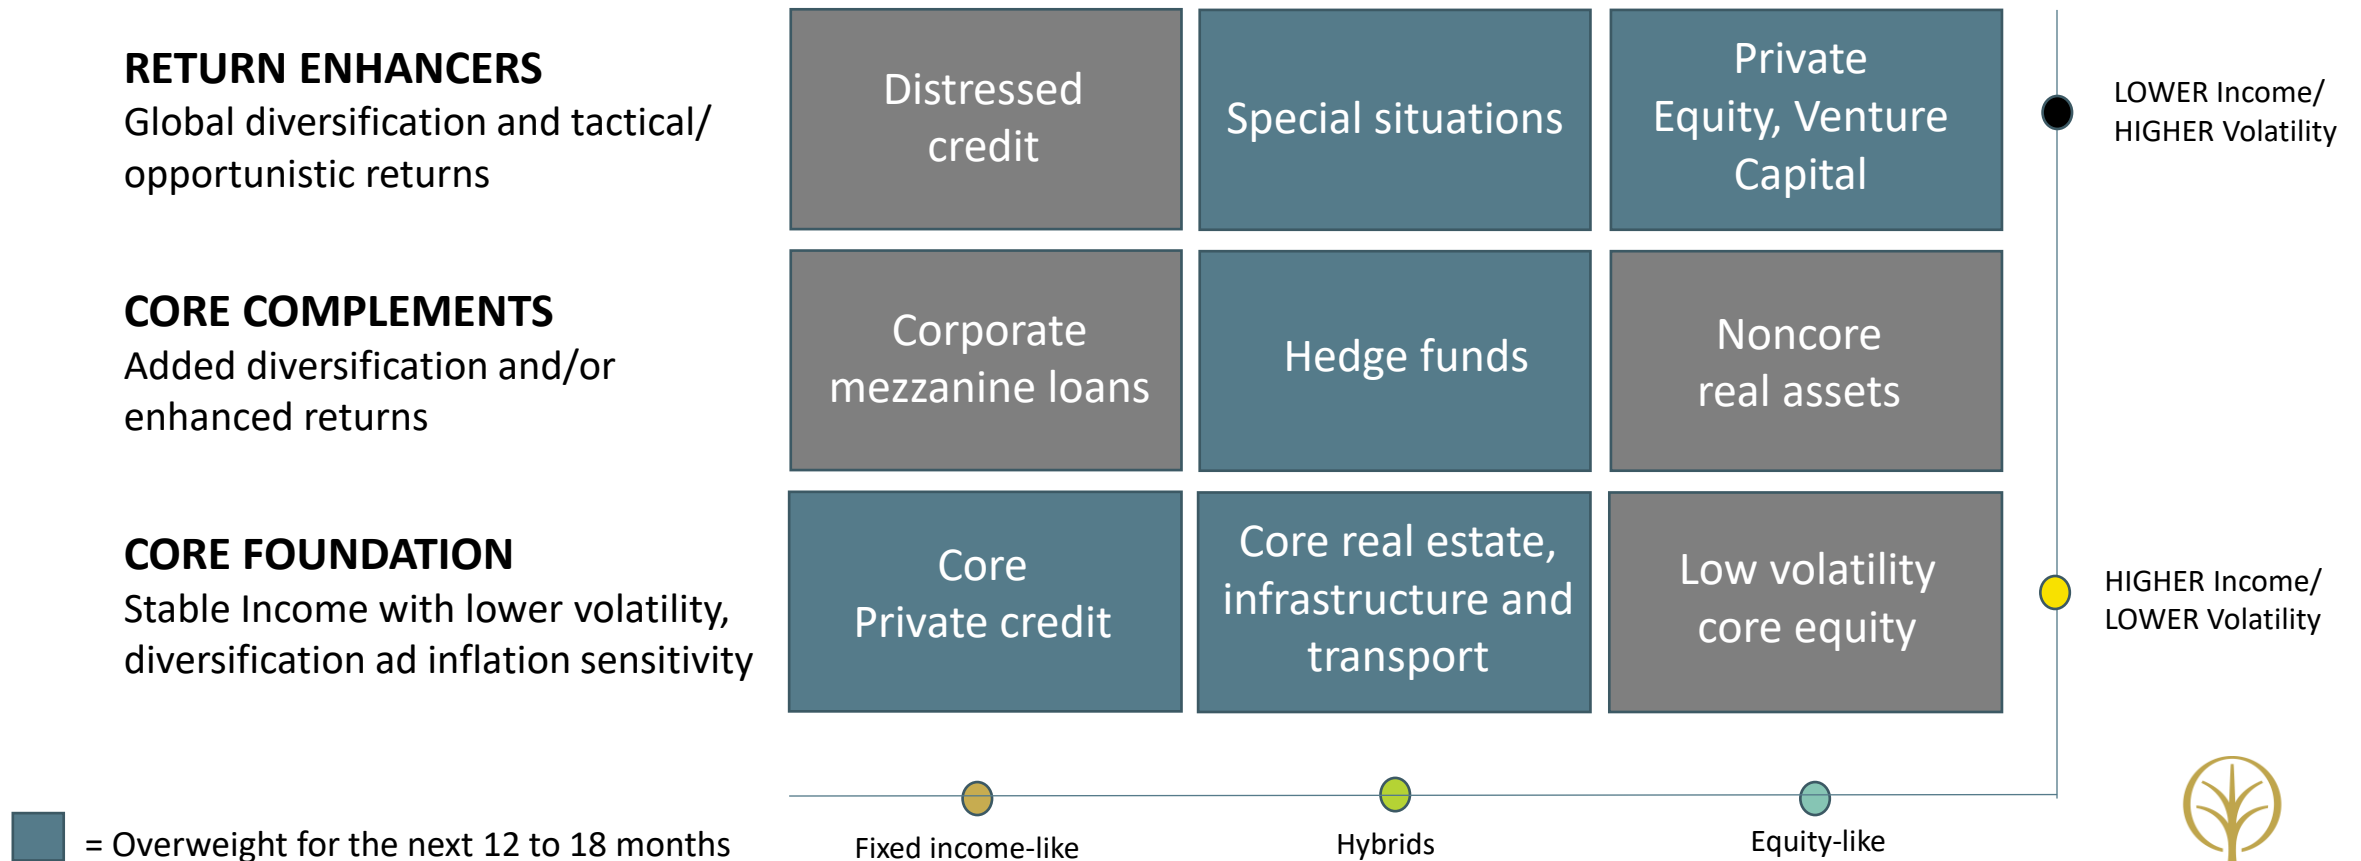 RETURN ENHANCERS
Global diversification and tactical/
opportunistic returns
Distressed
credit
Special situations
Private
Equity, Venture
Capital
LOWER Income/
HIGHER Volatility
CORE COMPLEMENTS
Added diversification and/or
enhanced returns
Corporate
mezzanine loans
Hedge funds
Noncore
real assets
CORE FOUNDATION
Stable Income with lower volatility,
diversification ad inflation sensitivity
Core
Private credit
Core real estate,
infrastructure and
transport
Low volatility
core equity
HIGHER Income/
LOWER Volatility
= Overweight for the next 12 to 18 months
Fixed income-like
Hybrids
Equity-like